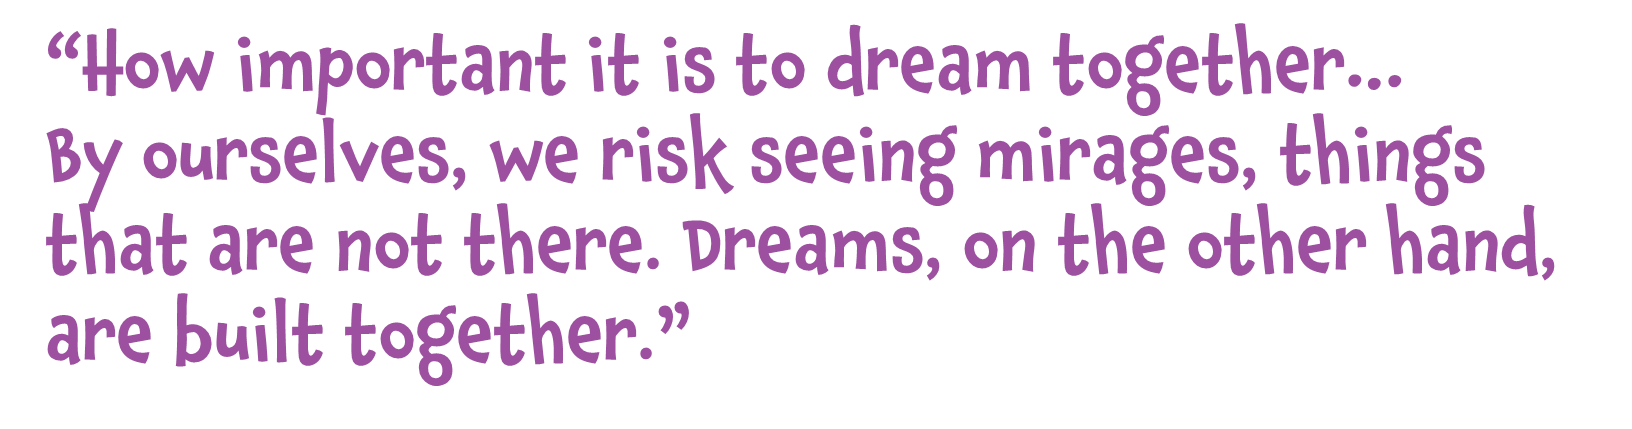 “How important it is to dream together...
By ourselves, we risk seeing mirages, things
that are not there. Dreams, on the other hand,
are built together.”